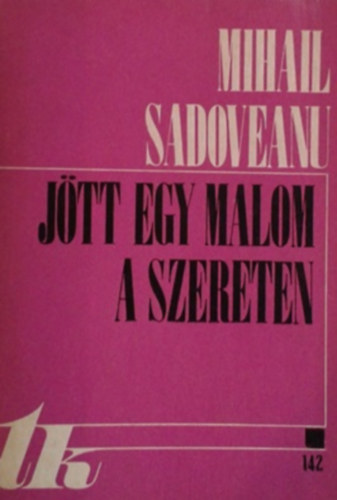 MIHAIL
SADOVEANU
JÖTT EGY MALOM
A SZERETEN
tk
142